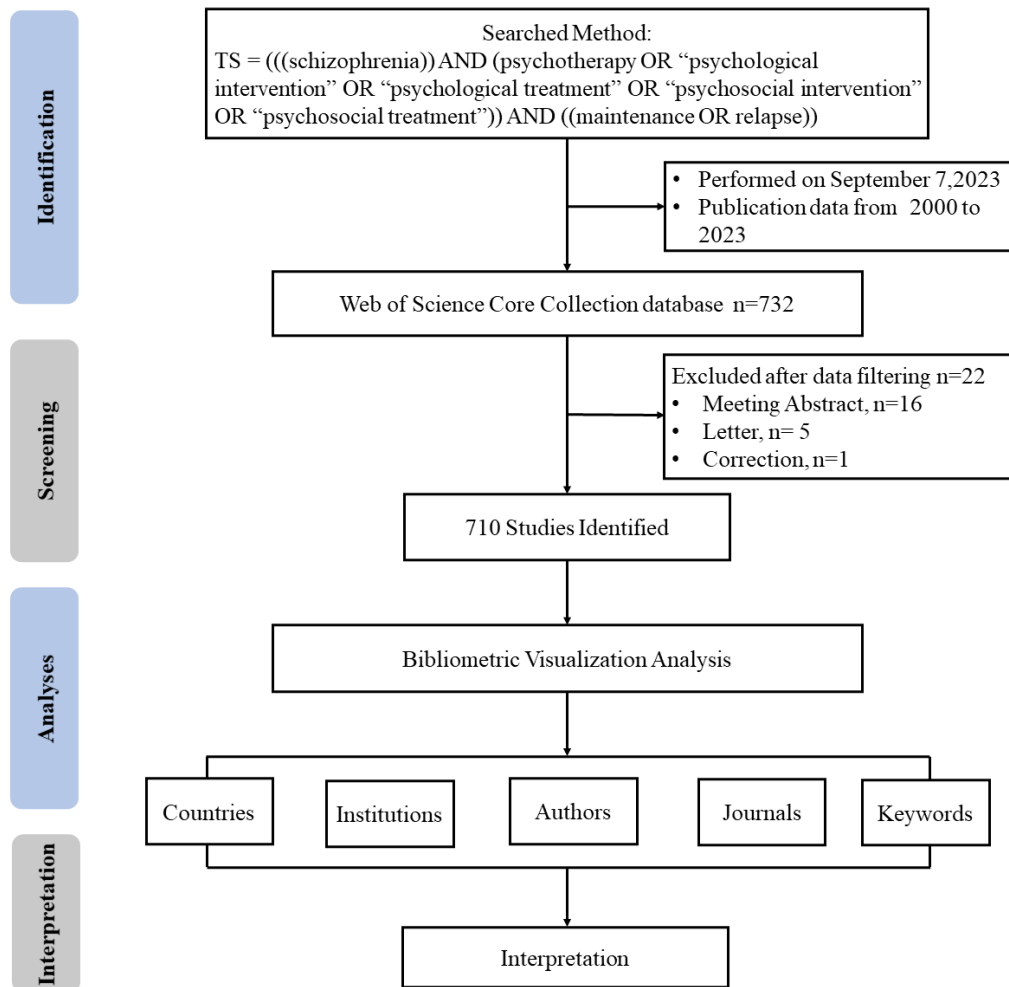 Identification
Searched Method:
TS = (((schizophrenia)) AND (psychotherapy OR “psychological
intervention” OR “psychological treatment” OR “psychosocial intervention”
OR “psychosocial treatment”)) AND ((maintenance OR relapse))
• Performed on September 7,2023
• Publication data from 2000 to
2023
Web of Science Core Collection database n=732
Screening
Excluded after data filtering n=22
• Meeting Abstract, n=16
• Letter, n= 5
• Correction, n=1
710 Studies Identified
Analyses
Bibliometric Visualization Analysis
Countries
Institutions
Authors
Journals
Keywords
Interpretation
Interpretation